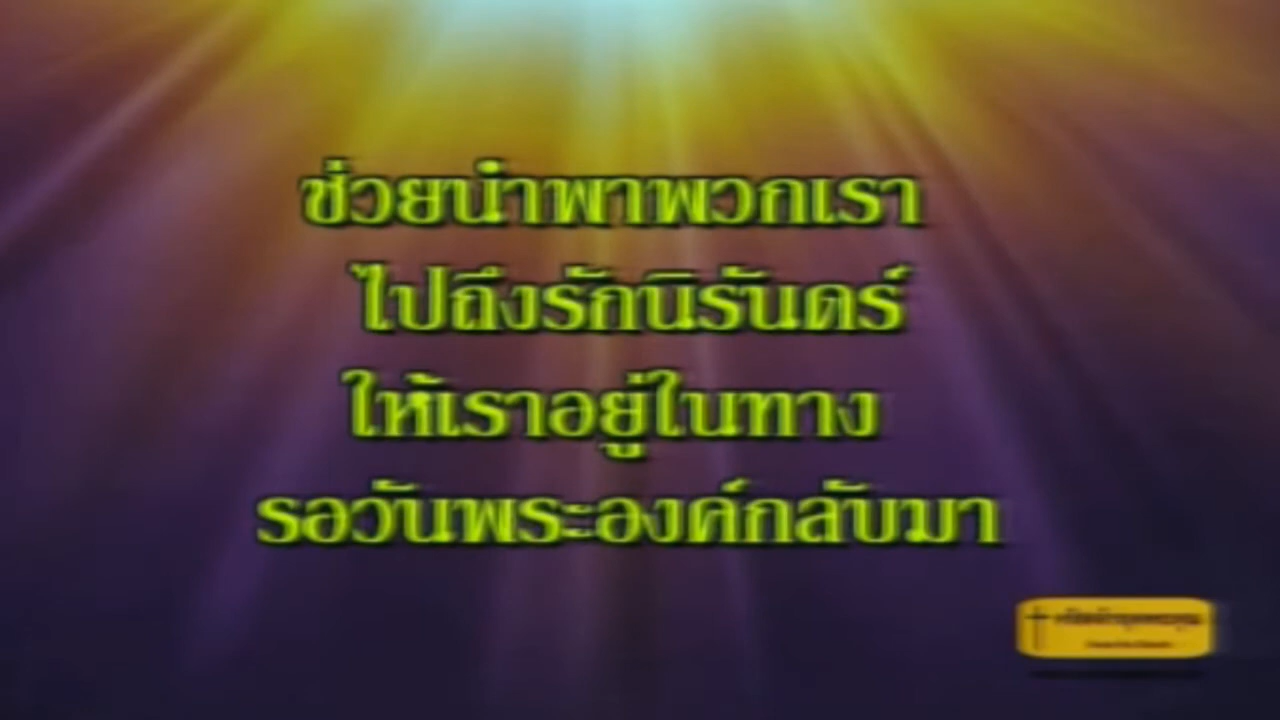 ช่วยนำพาพวกเรา
ไปถึงรักนิรันดร์
ให้เราอยู่ในทาง
รอวันพระองค์กลับมา